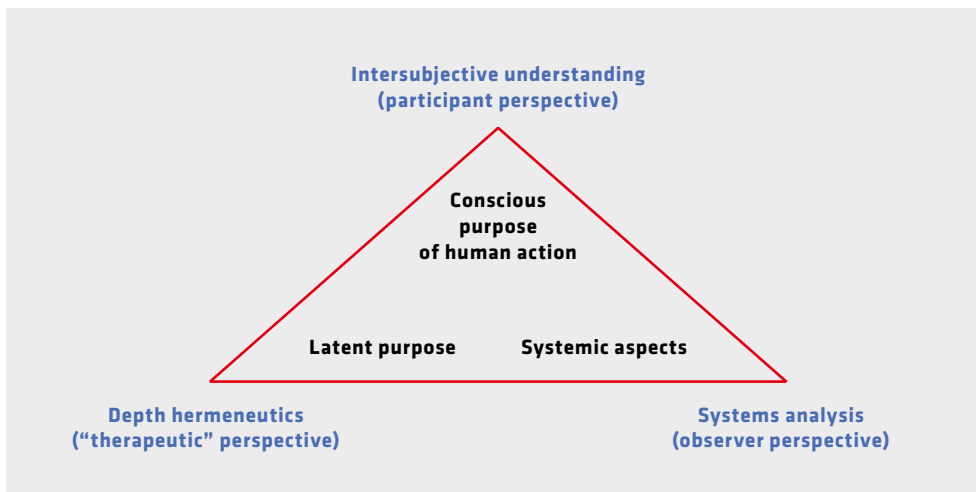 Intersubjective understanding
(participant perspective)
Conscious
purpose
of human action
Latent purpose
Systemic aspects
Depth hermeneutics
(“therapeutic” perspective)
Systems analysis
(observer perspective)